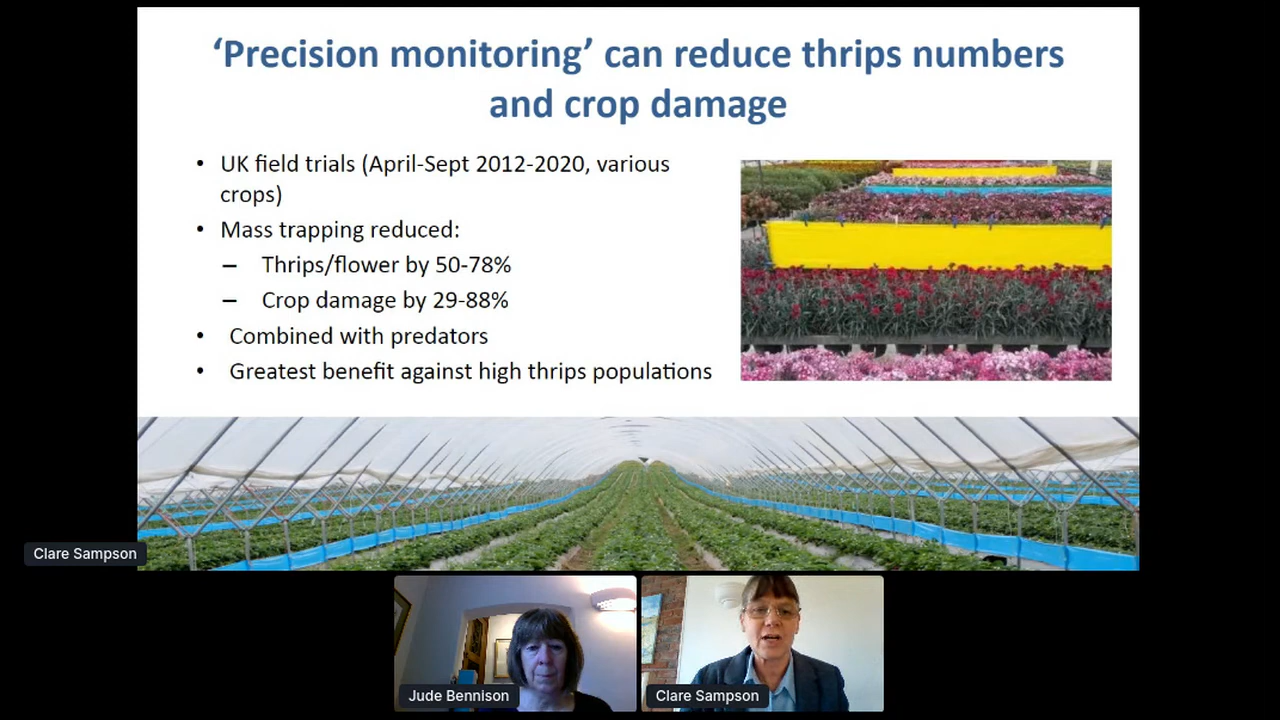 ‘Precision monitoring’ can reduce thrips numbers
and crop damage
• UK field trials (April-Sept 2012-2020, various
crops)
• Mass trapping reduced:
– Thrips/flower by 50-78%
– Crop damage by 29-88%
• Combined with predators
• Greatest benefit against high thrips populations
Clare Sampson
Jude Bennison
Clare Sampson